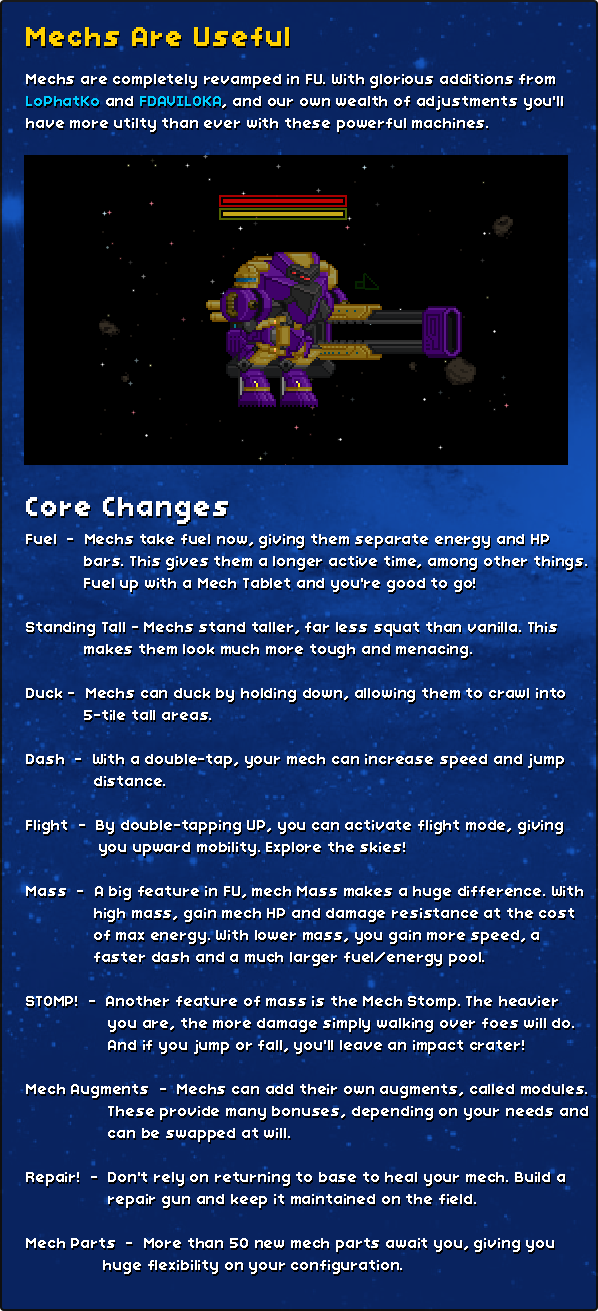 Mechs Are Useful
Mechs are completely revamped in FU. With glorious additions from
LoPhatKo and FDAVILOKA, and our own wealth of adjustments you'll
have more utilty than ever with these powerful machines.
Core Changes
Fuel - Mechs take fuel now, giving them separate energy and HP
bars. This gives them a longer active time, among other things.
Fuel up with a Mech Tablet and you're good to go!
Standing Tall - Mechs stand taller, far less squat than vanilla. This
makes them look much more tough and menacing.
Duck - Mechs can duck by holding down, allowing them to crawl into
5-tile tall areas.
Dash - With a double-tap, your mech can increase speed and jump
distance.
Flight - By double-tapping UP, you can activate flight mode, giving
you upward mobility. Explore the skies!
Mass - A big feature in FU, mech Mass makes a huge difference. With
high mass, gain mech HP and damage resistance at the cost
of max energy. With lower mass, you gain more speed, a
faster dash and a much larger fuel/energy pool.
STOMP! - Another feature of mass is the Mech Stomp. The heavier
you are, the more damage simply walking over foes will do.
And if you jump or fall, you'll leave an impact crater!
Mech Augments - Mechs can add their own augments, called modules.
These provide many bonuses, depending on your needs and
can be swapped at will.
Repair! - Don't rely on returning to base to heal your mech. Build a
repair gun and keep it maintained on the field.
Mech Parts - More than 50 new mech parts await you, giving you
huge flexibility on your configuration.